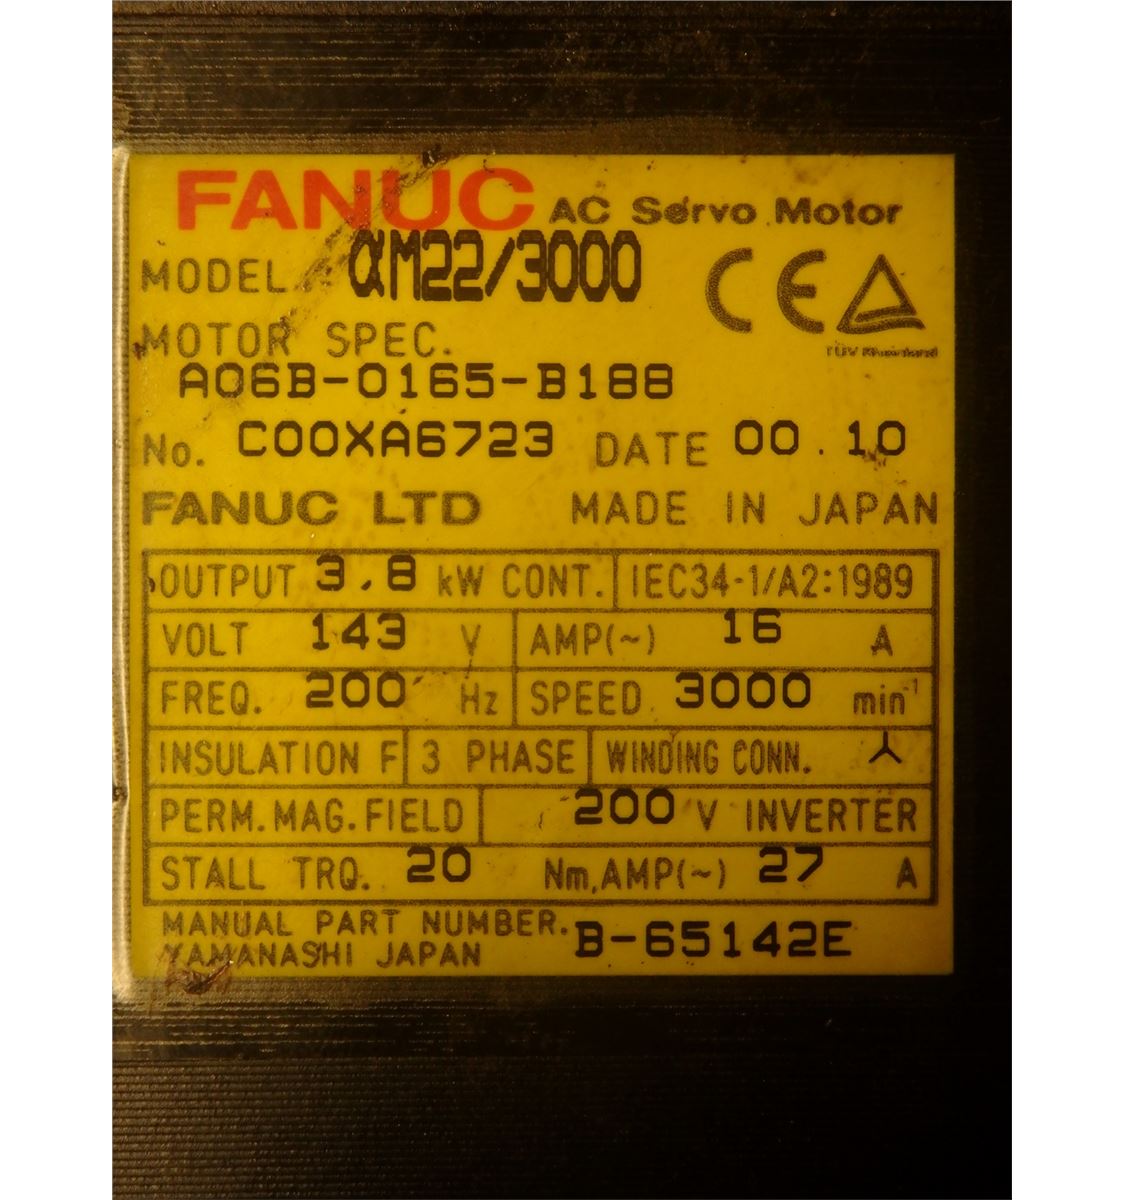 FANUC AC Servo Motor
MODEL αM22/3000
CE
TÜV Rheinland
MOTOR SPEC.
A06B-0165-B188
No. C00XA6723 DATE 00.10
FANUC LTD MADE IN JAPAN
OUTPUT 3.8 kW CONT. IEC34-1/A2:1989
VOLT 143 V AMP(~) 16 A
FREQ. 200 Hz SPEED 3000 min⁻¹
INSULATION F 3 PHASE WINDING CONN.
PERM.MAG.FIELD 200 V INVERTER
STALL TRQ. 20 Nm,AMP(~) 27 A
MANUAL PART NUMBER. B-65142E
YAMANASHI JAPAN